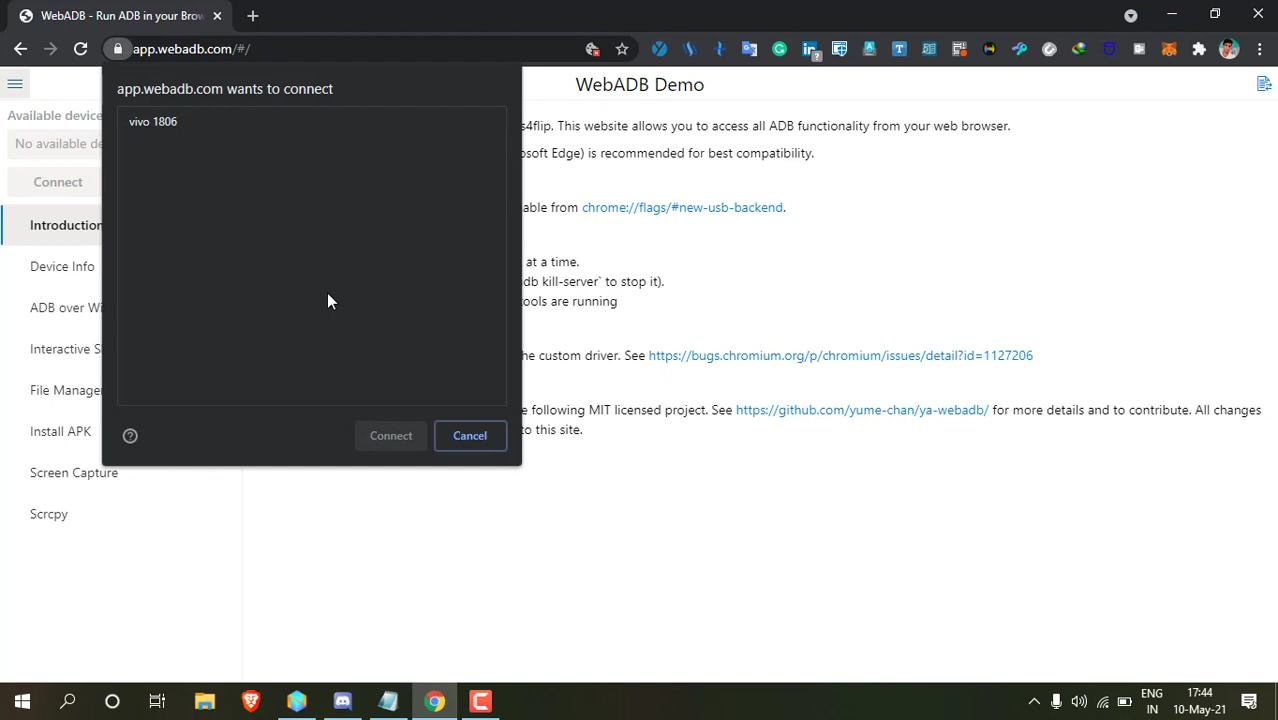 WebADB - Run ADB in your Brow
app.webadb.com/#/
app.webadb.com wants to connect
vivo 1806
Connect
Cancel
WebADB Demo
Available device
No available de
Connect
Introduction
Device Info
ADB over Wi
Interactive S
File Manager
Install APK
Screen Capture
Scrcpy
s4flip. This website allows you to access all ADB functionality from your web browser.
soft Edge) is recommended for best compatibility.
able from chrome://flags/#new-usb-backend.
at a time.
db kill-server` to stop it).
tools are running
he custom driver. See https://bugs.chromium.org/p/chromium/issues/detail?id=1127206
e following MIT licensed project. See https://github.com/yume-chan/ya-webadb/ for more details and to contribute. All changes
to this site.
ENG
IN
17:44
10-May-21